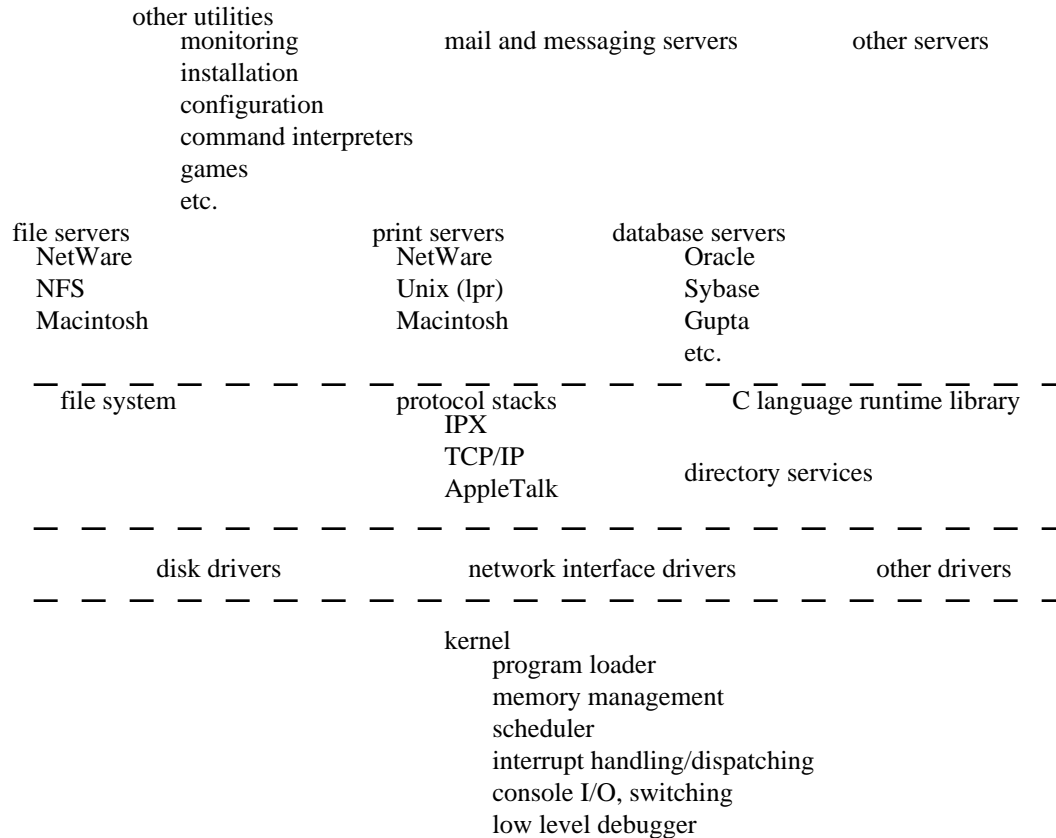 other utilities
monitoring
installation
configuration
command interpreters
games
etc.
mail and messaging servers
other servers
file servers
NetWare
NFS
Macintosh
print servers
NetWare
Unix (lpr)
Macintosh
database servers
Oracle
Sybase
Gupta
etc.
file system
protocol stacks
IPX
TCP/IP
AppleTalk
C language runtime library
directory services
disk drivers
network interface drivers
other drivers
kernel
program loader
memory management
scheduler
interrupt handling/dispatching
console I/O, switching
low level debugger